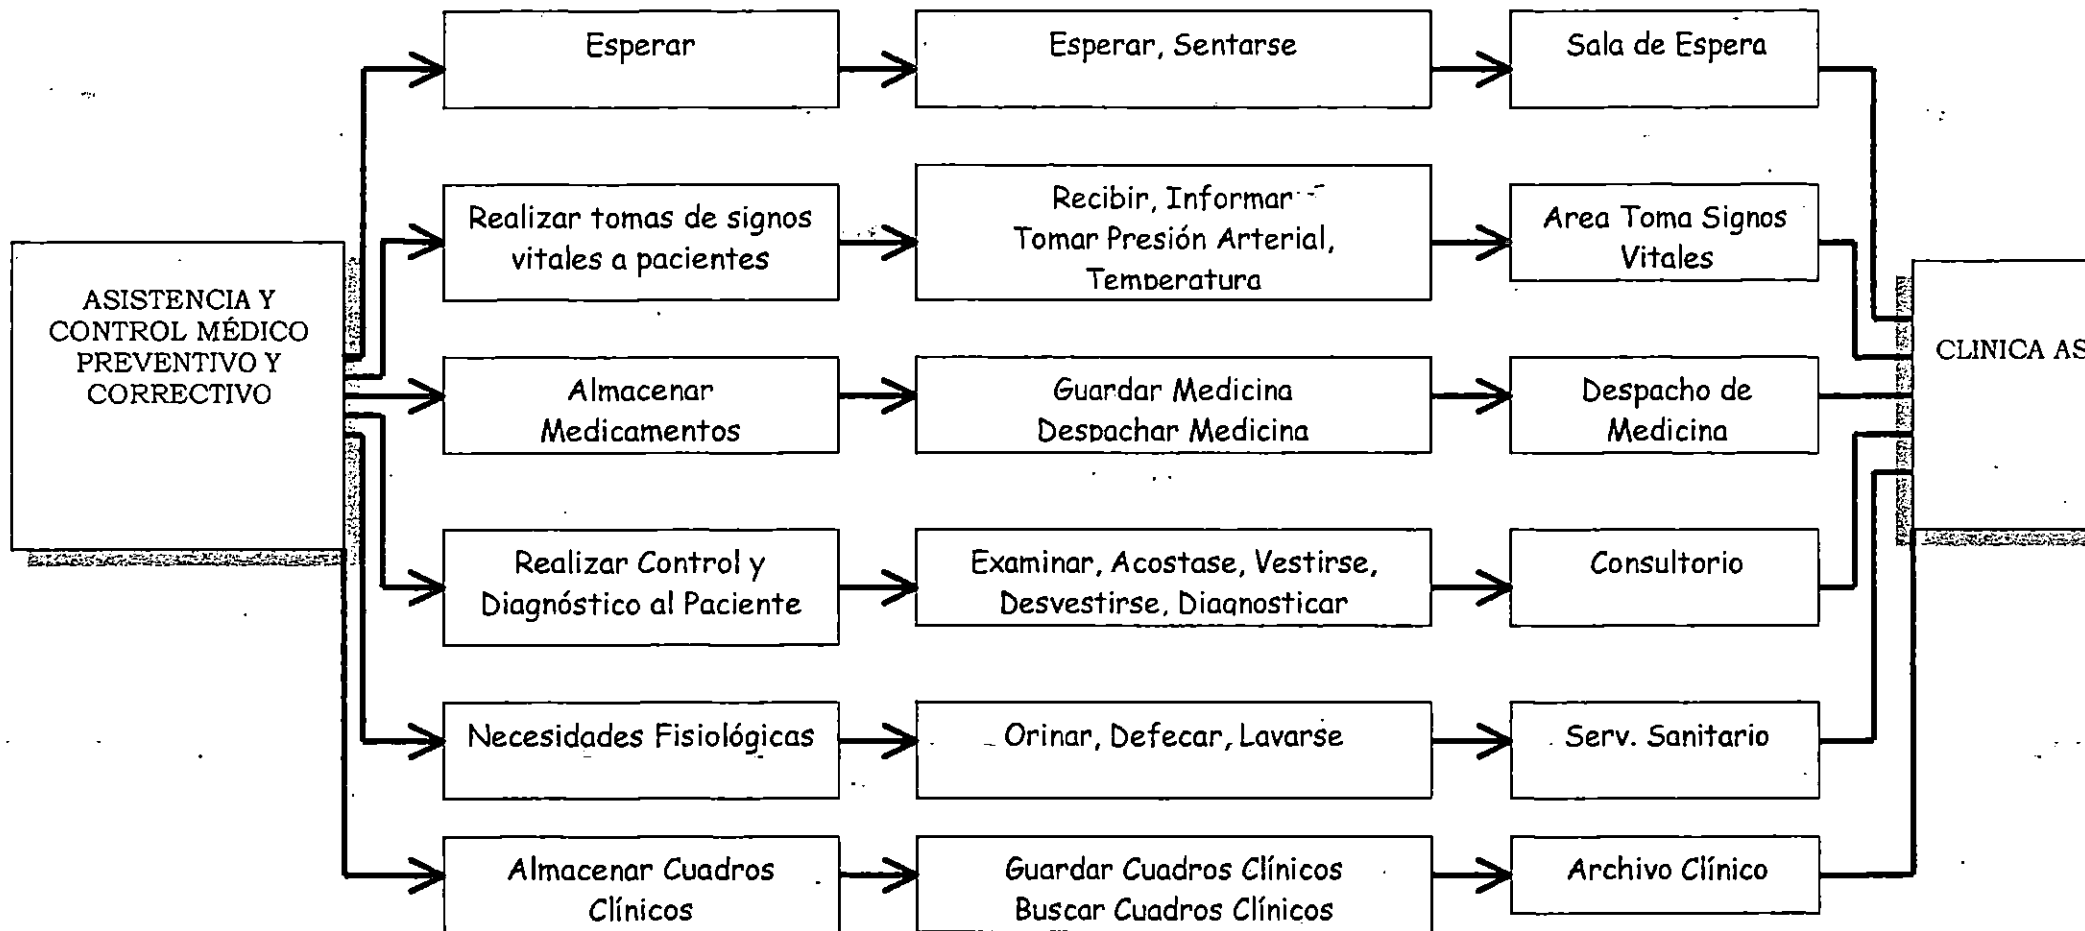 Esperar
Esperar, Sentarse
Sala de Espera
Realizar tomas de signos
vitales a pacientes
Recibir, Informar
Tomar Presión Arterial,
Temperatura
Area Toma Signos
Vitales
ASISTENCIA Y
CONTROL MÉDICO
PREVENTIVO Y
CORRECTIVO
CLINICA AS
Almacenar
Medicamentos
Guardar Medicina
Despachar Medicina
Despacho de
Medicina
Realizar Control y
Diagnóstico al Paciente
Examinar, Acostase, Vestirse,
Desvestirse, Diagnosticar
Consultorio
Necesidades Fisiológicas
Orinar, Defecar, Lavarse
Serv. Sanitario
Almacenar Cuadros
Clínicos
Guardar Cuadros Clínicos
Buscar Cuadros Clínicos
Archivo Clínico